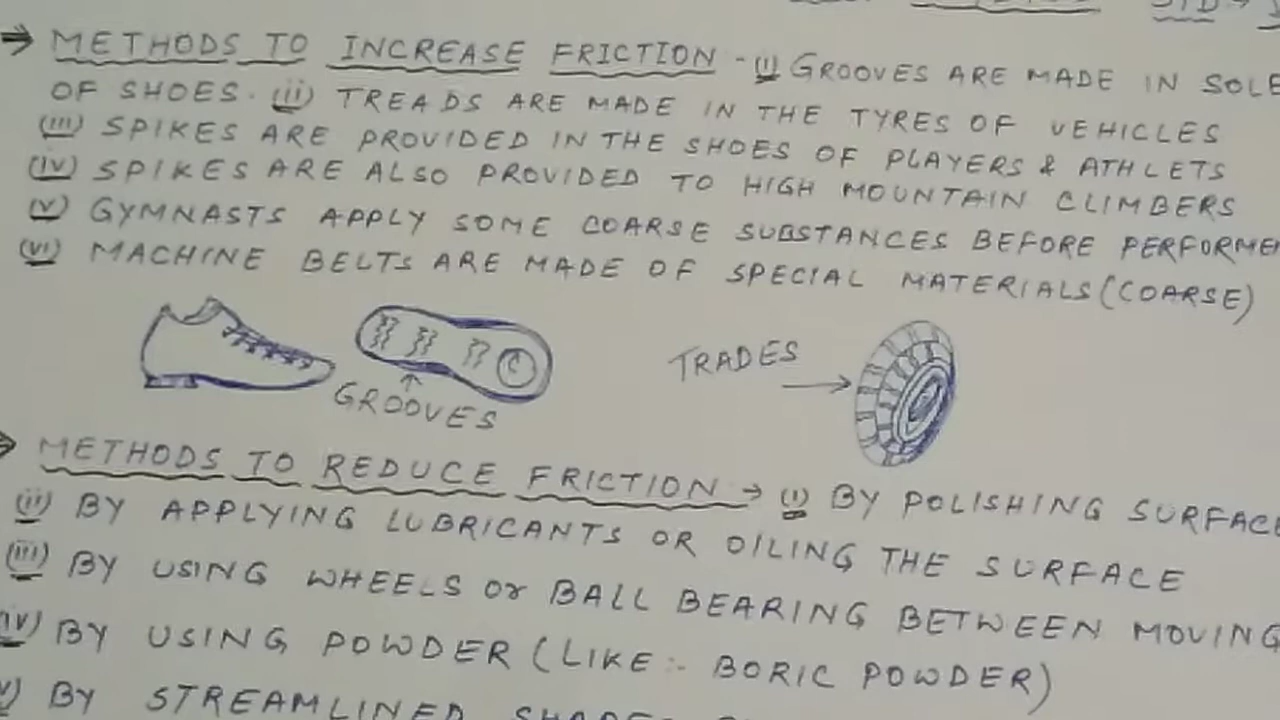 ⇒ METHODS TO INCREASE FRICTION - (i) GROOVES ARE MADE IN SOLE
OF SHOES. (ii) TREADS ARE MADE IN THE TYRES OF VEHICLES
(iii) SPIKES ARE PROVIDED IN THE SHOES OF PLAYERS & ATHLETS
(iv) SPIKES ARE ALSO PROVIDED TO HIGH MOUNTAIN CLIMBERS
(v) GYMNASTS APPLY SOME COARSE SUBSTANCES BEFORE PERFORME
(vi) MACHINE BELTS ARE MADE OF SPECIAL MATERIALS (COARSE)
TRADES
GROOVES
METHODS TO REDUCE FRICTION → (i) BY POLISHING SURFACE
(ii) BY APPLYING LUBRICANTS OR OILING THE SURFACE
(iii) BY USING WHEELS Or BALL BEARING BETWEEN MOVING
(iv) BY USING POWDER (LIKE :- BORIC POWDER)
BY STREAMLINED